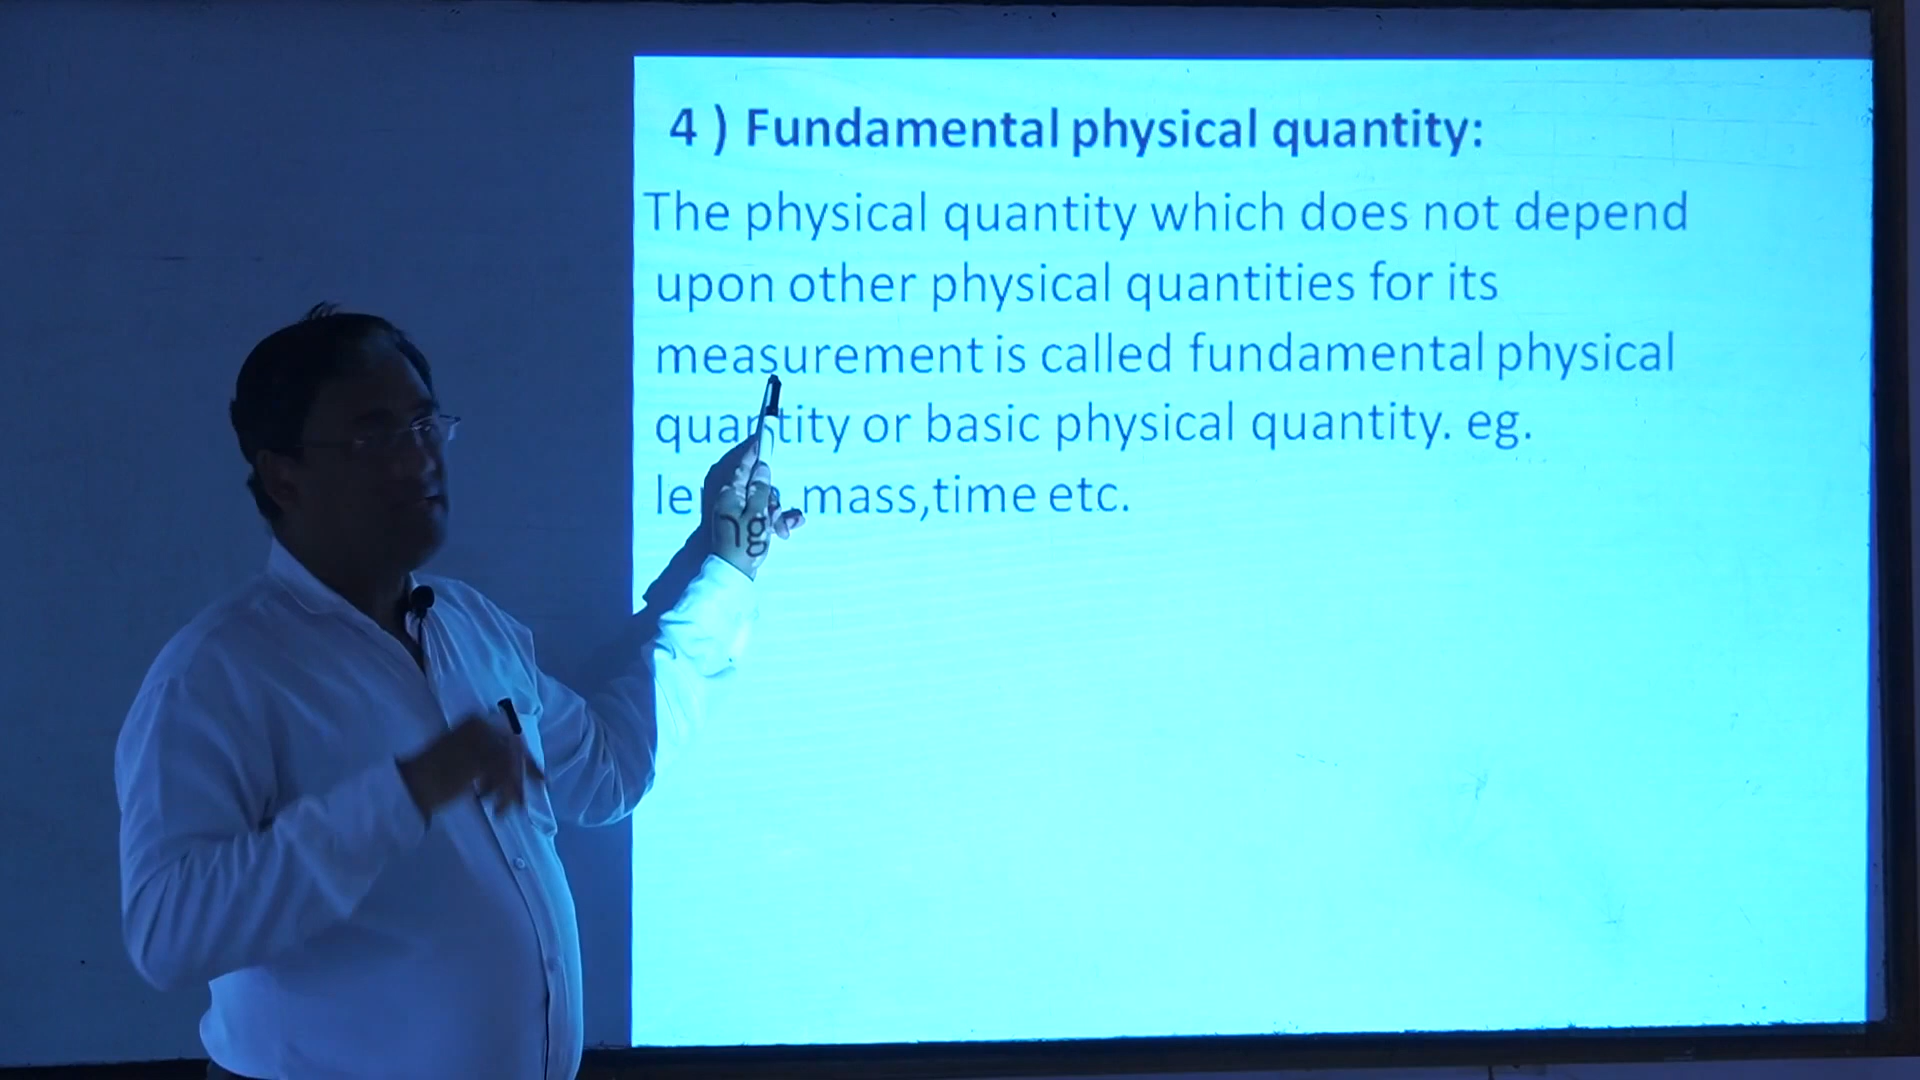 4 ) Fundamental physical quantity:
The physical quantity which does not depend
upon other physical quantities for its
measurement is called fundamental physical
quantity or basic physical quantity. eg.
mass,time etc.